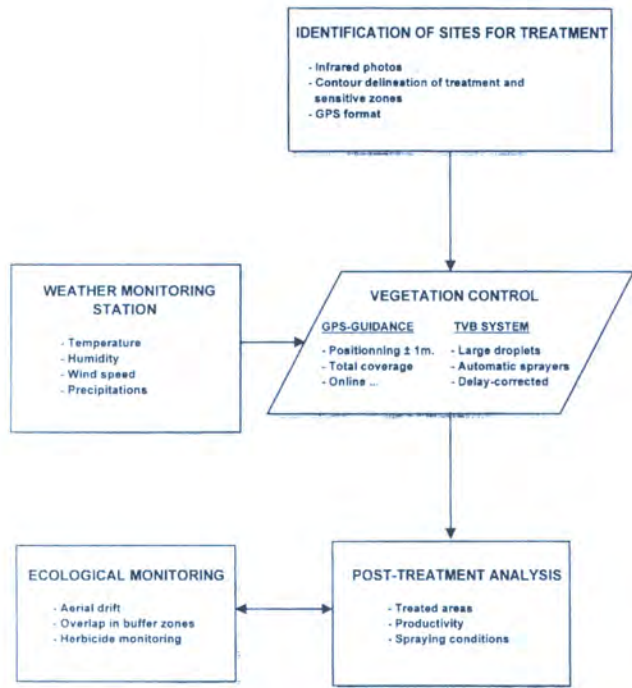 IDENTIFICATION OF SITES FOR TREATMENT
- Infrared photos
- Contour delineation of treatment and
sensitive zones
- GPS format
WEATHER MONITORING
STATION
- Temperature
- Humidity
- Wind speed
- Precipitations
VEGETATION CONTROL
GPS-GUIDANCE
- Positionning ± 1m.
- Total coverage
- Online ...
TVB SYSTEM
- Large droplets
- Automatic sprayers
- Delay-corrected
ECOLOGICAL MONITORING
- Aerial drift
- Overlap in buffer zones
- Herbicide monitoring
POST-TREATMENT ANALYSIS
- Treated areas
- Productivity
- Spraying conditions